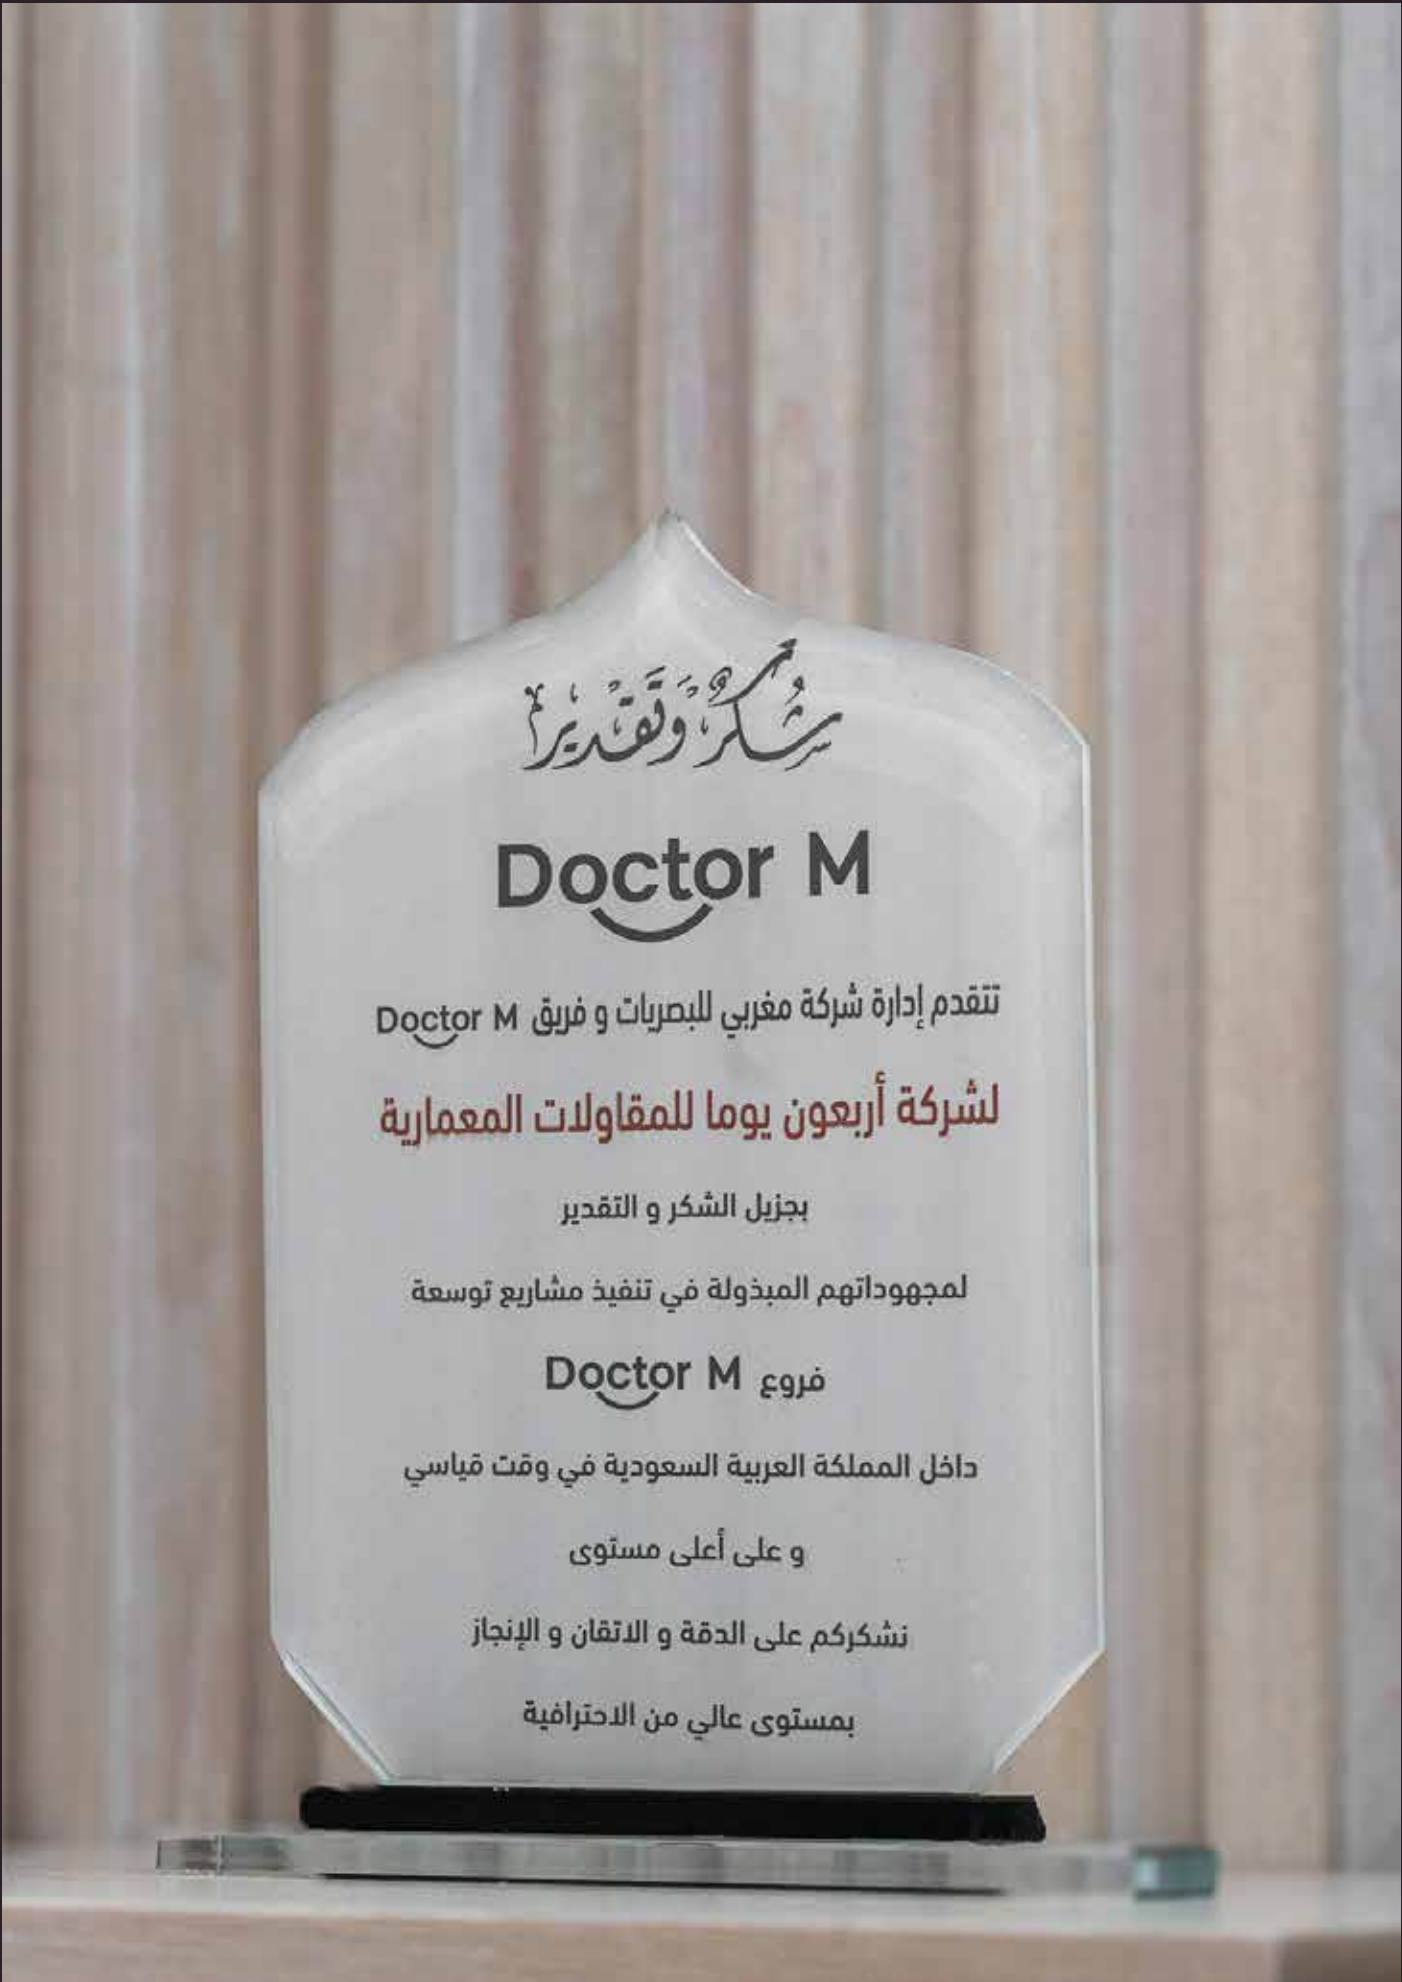 شُكْرٌ وَتَقْدِيرٌ
Doctor M
تتقدم إدارة شركة مغربي للبصريات و فريق Doctor M
لشركة أربعون يوما للمقاولات المعمارية
بجزيل الشكر و التقدير
لمجهوداتهم المبذولة في تنفيذ مشاريع توسعة
فروع Doctor M
داخل المملكة العربية السعودية في وقت قياسي
و على أعلى مستوى
نشكركم على الدقة و الاتقان و الإنجاز
بمستوى عالي من الاحترافية